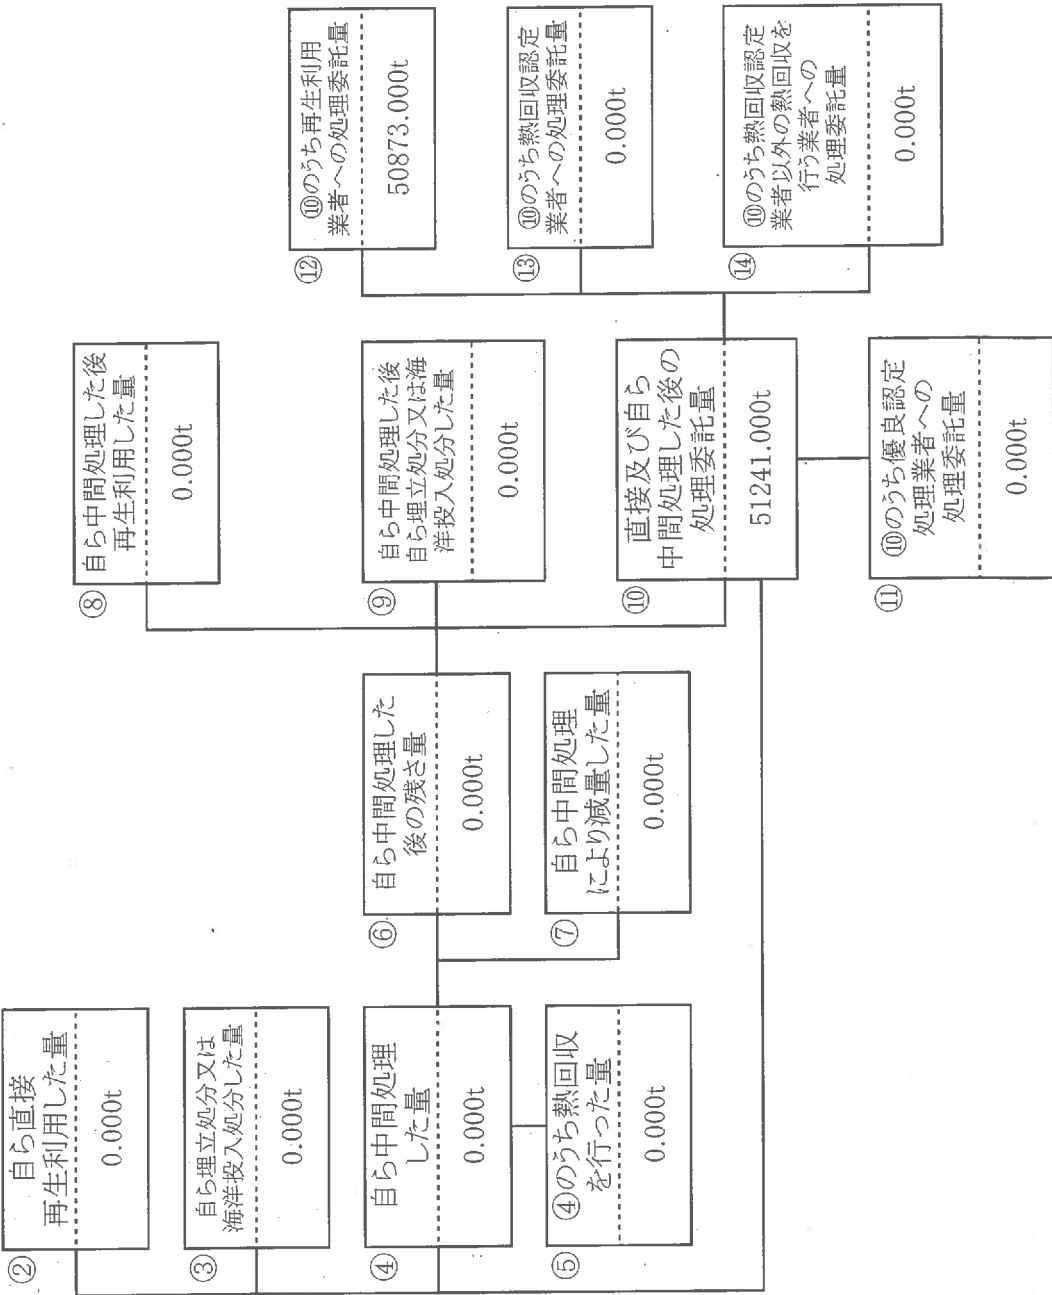 ②
自ら直接
再生利用した量
0.000t
③
自ら埋立処分又は
海洋投入処分した量
0.000t
④
自ら中間処理
した量
0.000t
⑤
④のうち熱回収
を行った量
0.000t
⑥
自ら中間処理した
後の残さ量
0.000t
⑦
自ら中間処理
により減量した量
0.000t
⑧
自ら中間処理した後
再生利用した量
0.000t
⑨
自ら中間処理した後
自ら埋立処分又は海
洋投入処分した量
0.000t
⑩
直接及び自ら
中間処理した後の
処理委託量
51241.000t
⑪
⑩のうち優良認定
処理業者への
処理委託量
0.000t
⑫
⑩のうち再生利用
業者への処理委託量
50873.000t
⑬
⑩のうち熱回収認定
業者への処理委託量
0.000t
⑭
⑩のうち熱回収認定
業者以外の熱回収を
行う業者への
処理委託量
0.000t